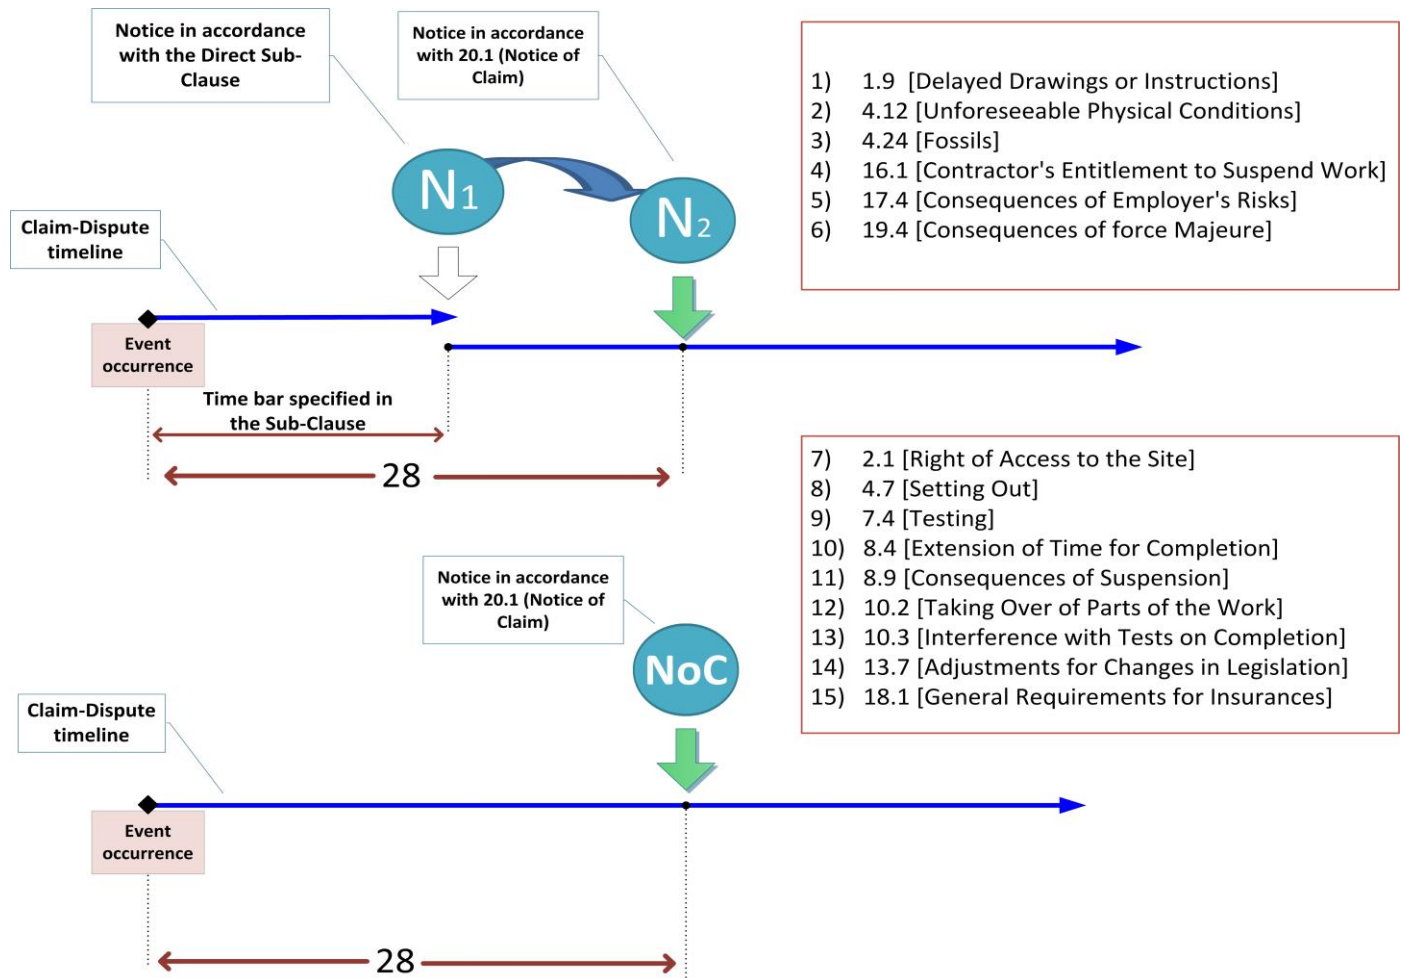 Notice in accordance
with the Direct Sub-
Clause
Notice in accordance
with 20.1 (Notice of
Claim)
N1
N2
Claim-Dispute
timeline
Event
occurrence
Time bar specified in
the Sub-Clause
28
1) 1.9 [Delayed Drawings or Instructions]
2) 4.12 [Unforeseeable Physical Conditions]
3) 4.24 [Fossils]
4) 16.1 [Contractor's Entitlement to Suspend Work]
5) 17.4 [Consequences of Employer's Risks]
6) 19.4 [Consequences of force Majeure]
Notice in accordance
with 20.1 (Notice of
Claim)
NoC
Claim-Dispute
timeline
Event
occurrence
28
7) 2.1 [Right of Access to the Site]
8) 4.7 [Setting Out]
9) 7.4 [Testing]
10) 8.4 [Extension of Time for Completion]
11) 8.9 [Consequences of Suspension]
12) 10.2 [Taking Over of Parts of the Work]
13) 10.3 [Interference with Tests on Completion]
14) 13.7 [Adjustments for Changes in Legislation]
15) 18.1 [General Requirements for Insurances]